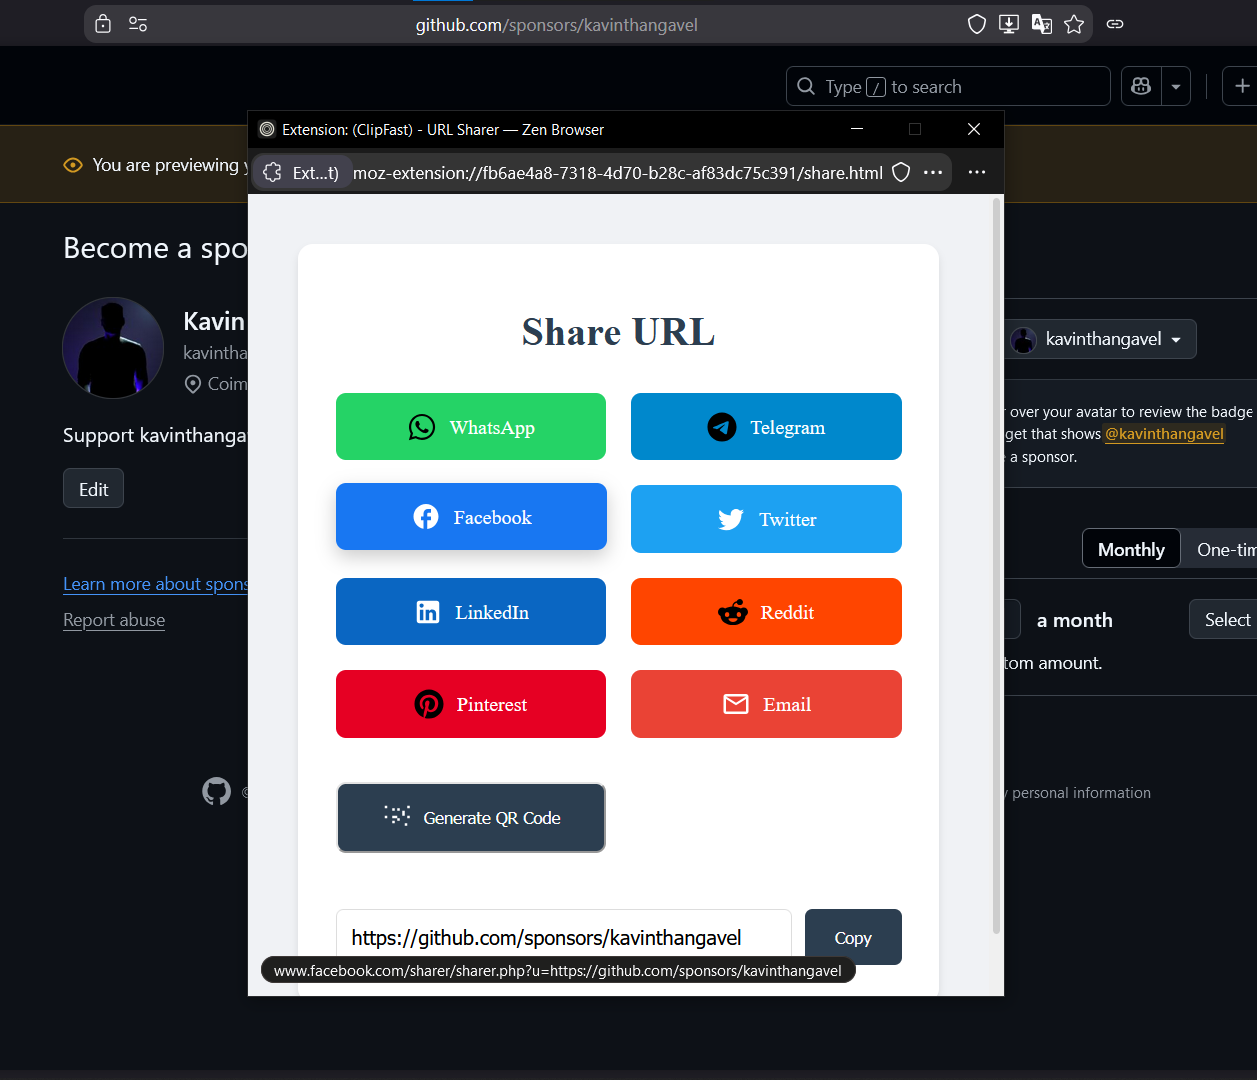 github.com/sponsors/kavinthangavel
Type / to search
Extension: (ClipFast) - URL Sharer — Zen Browser
Ext...t) moz-extension://fb6ae4a8-7318-4d70-b28c-af83dc75c391/share.html
You are previewing
Become a spo
Kavin
kavintha
Coim
Support kavinthanga
Edit
Learn more about spons
Report abuse
©
Share URL
WhatsApp
Telegram
Facebook
Twitter
LinkedIn
Reddit
Pinterest
Email
Generate QR Code
https://github.com/sponsors/kavinthangavel
Copy
www.facebook.com/sharer/sharer.php?u=https://github.com/sponsors/kavinthangavel
kavinthangavel
over your avatar to review the badge
get that shows @kavinthangavel
a sponsor.
Monthly
One-tim
a month
Select
tom amount.
personal information